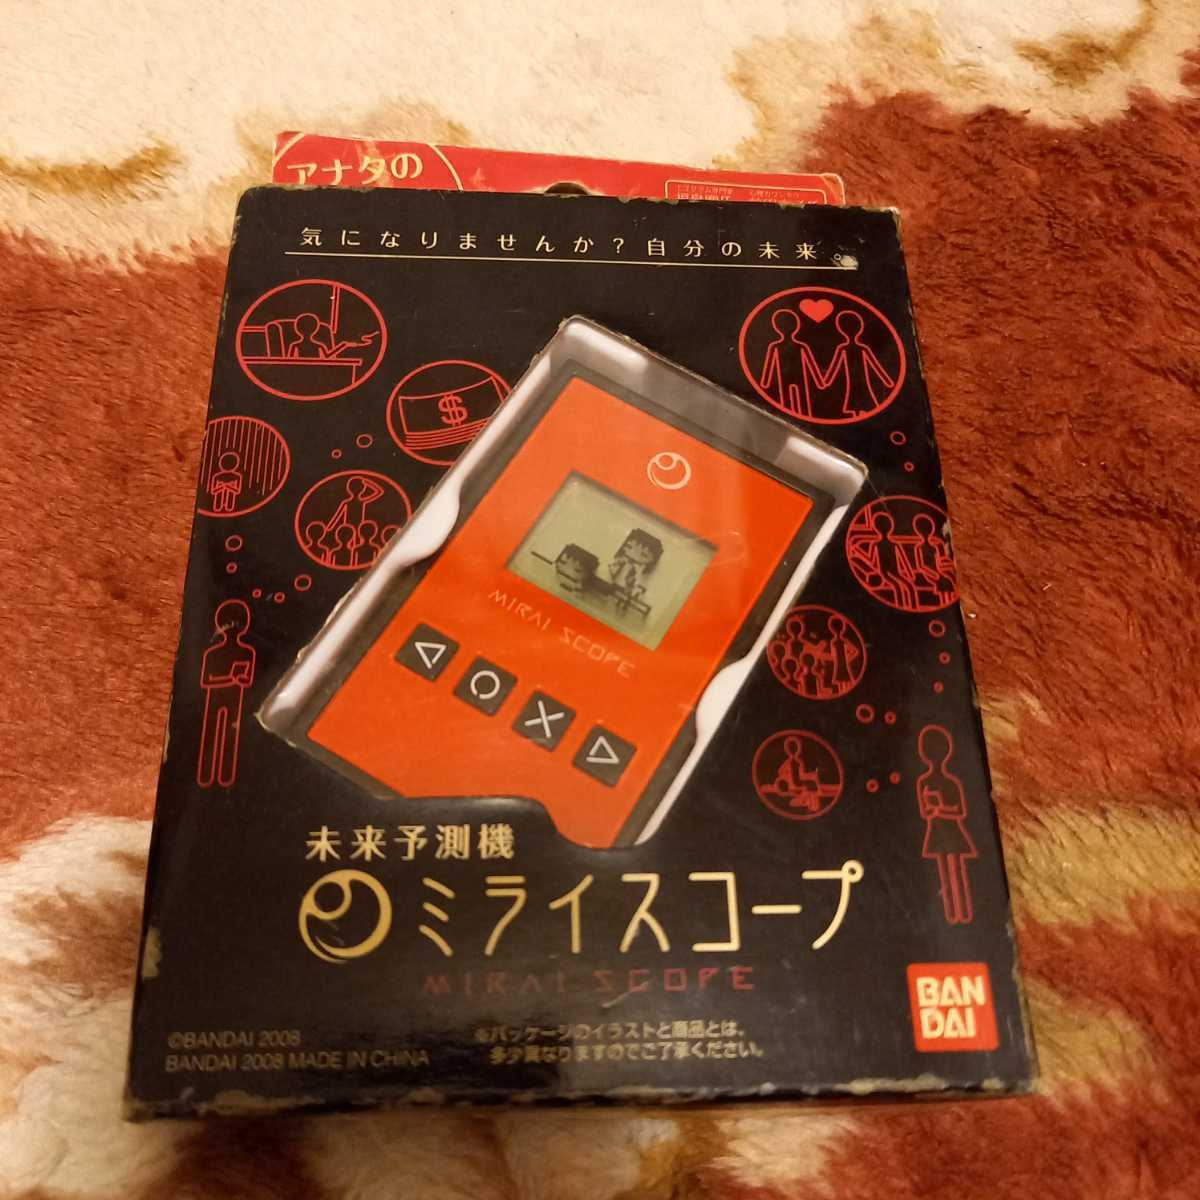 アナタの
気になりませんか?自分の未来。
$
MIRAI SCOPE
未来予測機
ミライスコープ
MIRAI SCOPE
BAN
DAI
©BANDAI 2008
BANDAI 2008 MADE IN CHINA
※パッケージのイラストと商品とは、
多少異なりますのでご了承ください。